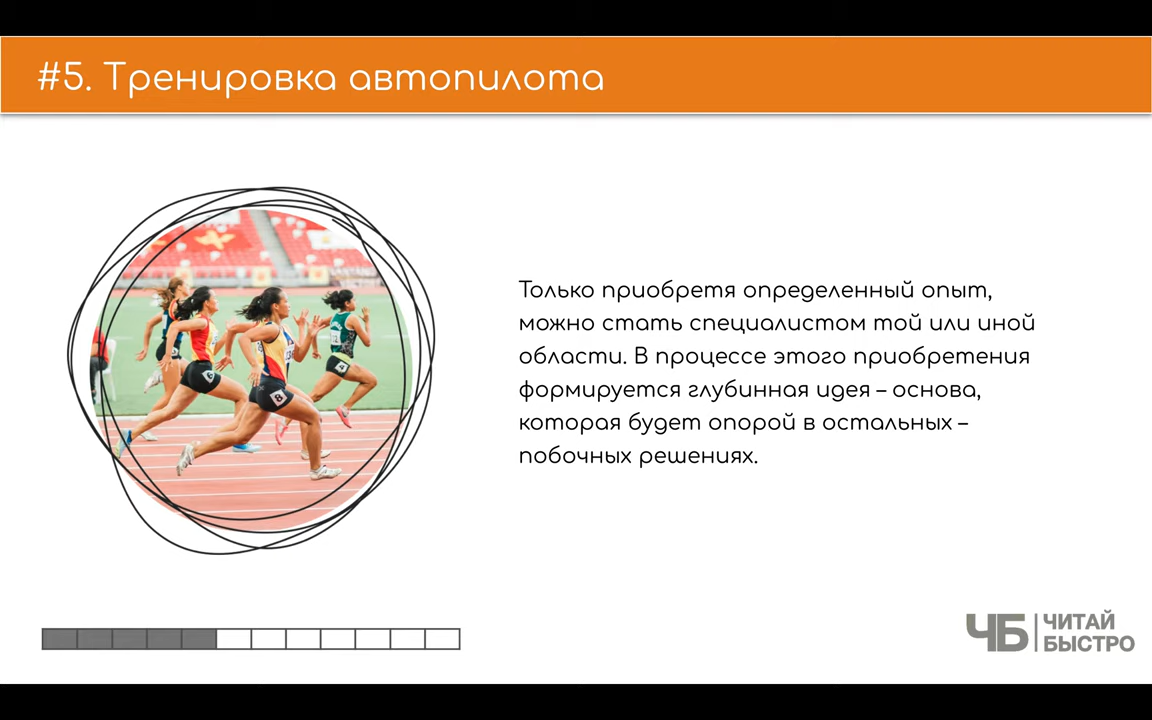 #5. Тренировка автопилота
Только приобретя определенный опыт,
можно стать специалистом той или иной
области. В процессе этого приобретения
формируется глубинная идея – основа,
которая будет опорой в остальных –
побочных решениях.
ЧБ ЧИТАЙ
БЫСТРО